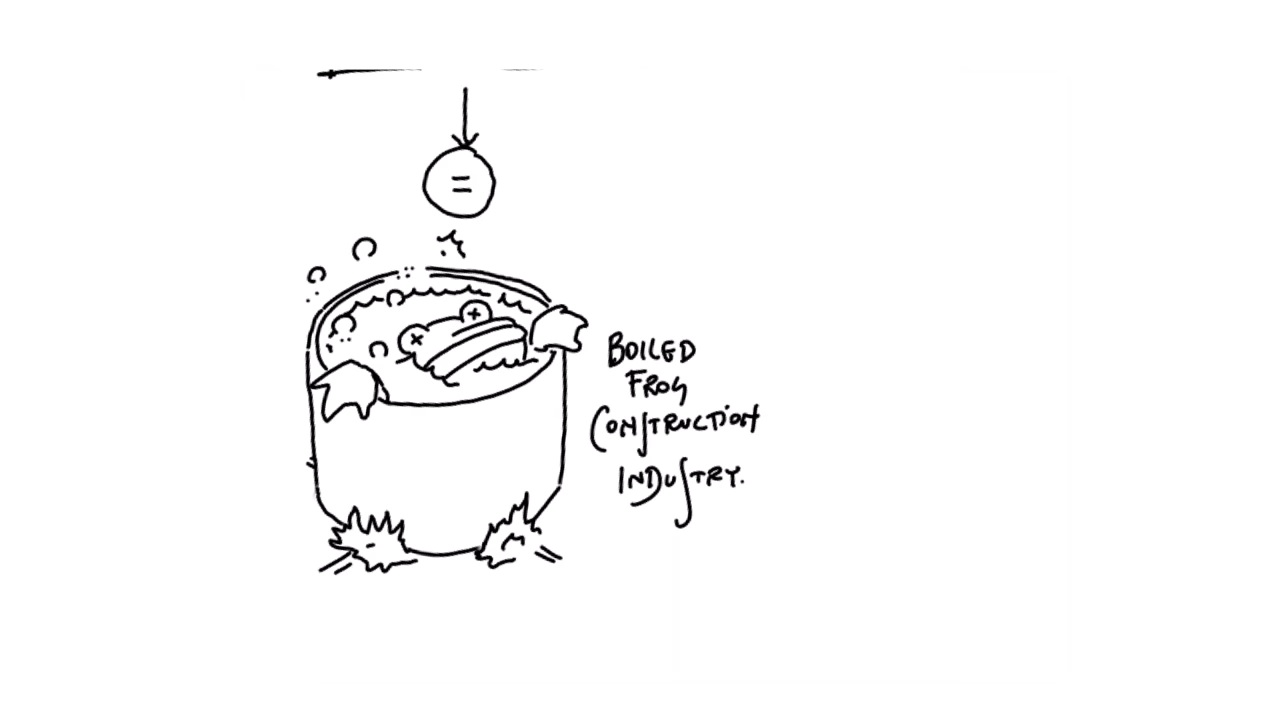 =
BOILED
FROG
CONSTRUCTION
INDUSTRY.